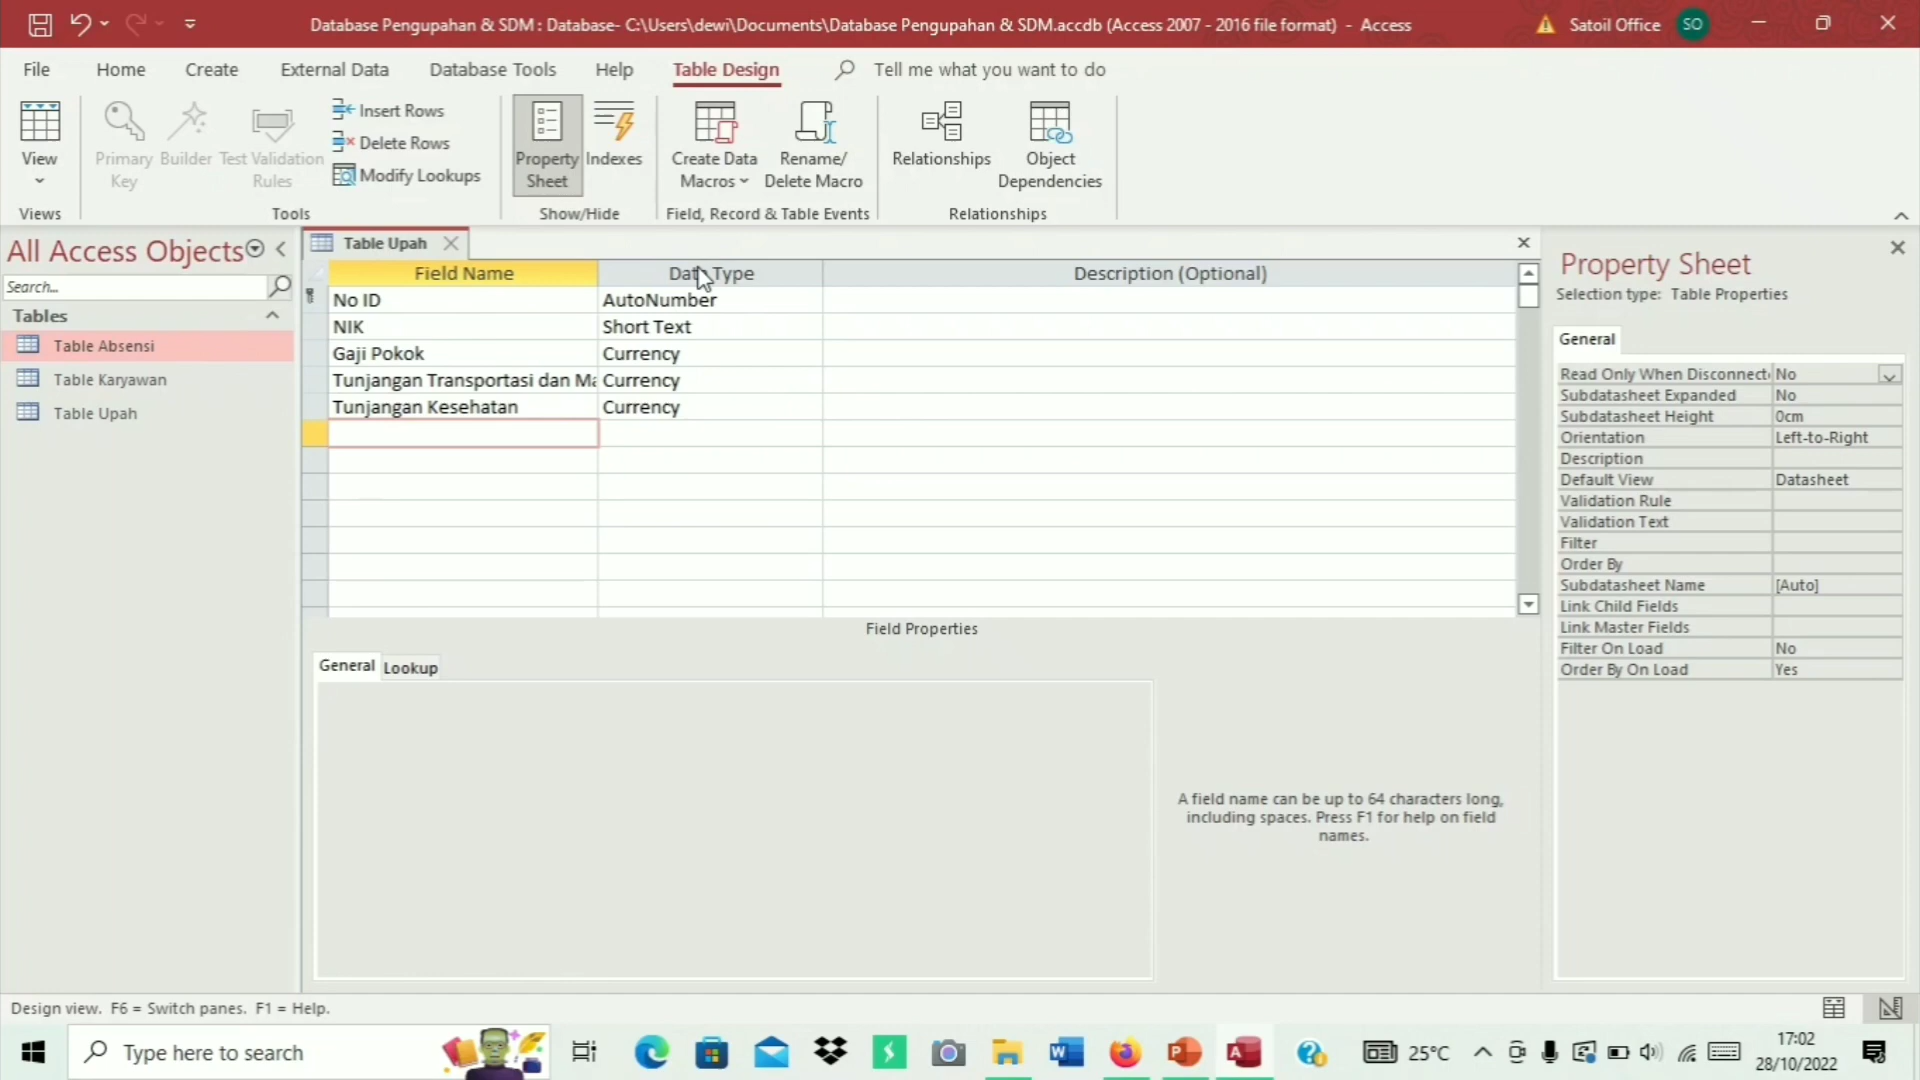 Database Pengupahan & SDM : Database- C:\Users\dewi\Documents\Database Pengupahan & SDM.accdb (Access 2007 - 2016 file format) - Access
Satoil Office
SO
File Home Create External Data Database Tools Help Table Design Tell me what you want to do
View
Primary Key
Builder
Test Validation Rules
Insert Rows
Delete Rows
Modify Lookups
Property Sheet
Indexes
Create Data Macros
Rename/ Delete Macro
Relationships
Object Dependencies
Views
Tools
Show/Hide
Field, Record & Table Events
Relationships
All Access Objects
Search...
Tables
Table Absensi
Table Karyawan
Table Upah
Table Upah
Field Name Data Type Description (Optional)
No ID AutoNumber
NIK Short Text
Gaji Pokok Currency
Tunjangan Transportasi dan Ma Currency
Tunjangan Kesehatan Currency
Field Properties
General Lookup
A field name can be up to 64 characters long,
including spaces. Press F1 for help on field
names.
Property Sheet
Selection type: Table Properties
General
Read Only When Disconnect No
Subdatasheet Expanded No
Subdatasheet Height 0cm
Orientation Left-to-Right
Description
Default View Datasheet
Validation Rule
Validation Text
Filter
Order By
Subdatasheet Name [Auto]
Link Child Fields
Link Master Fields
Filter On Load No
Order By On Load Yes
Design view. F6 = Switch panes. F1 = Help.
Type here to search
25°C
17:02
28/10/2022